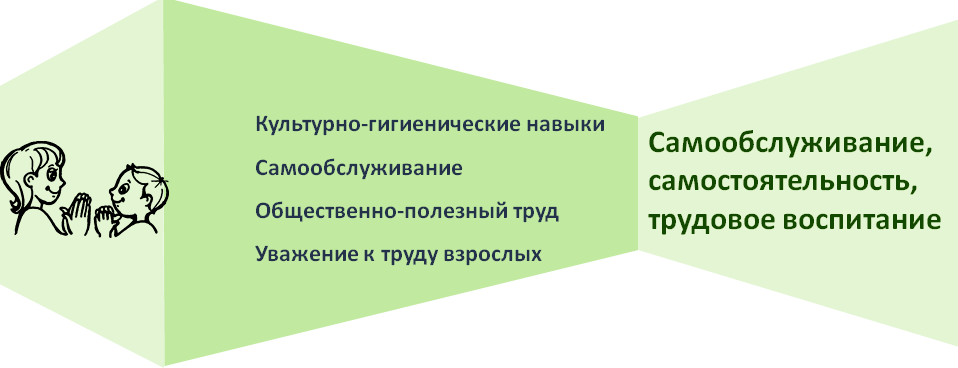 Культурно-гигиенические навыки
Самообслуживание
Общественно-полезный труд
Уважение к труду взрослых
Самообслуживание,
самостоятельность,
трудовое воспитание